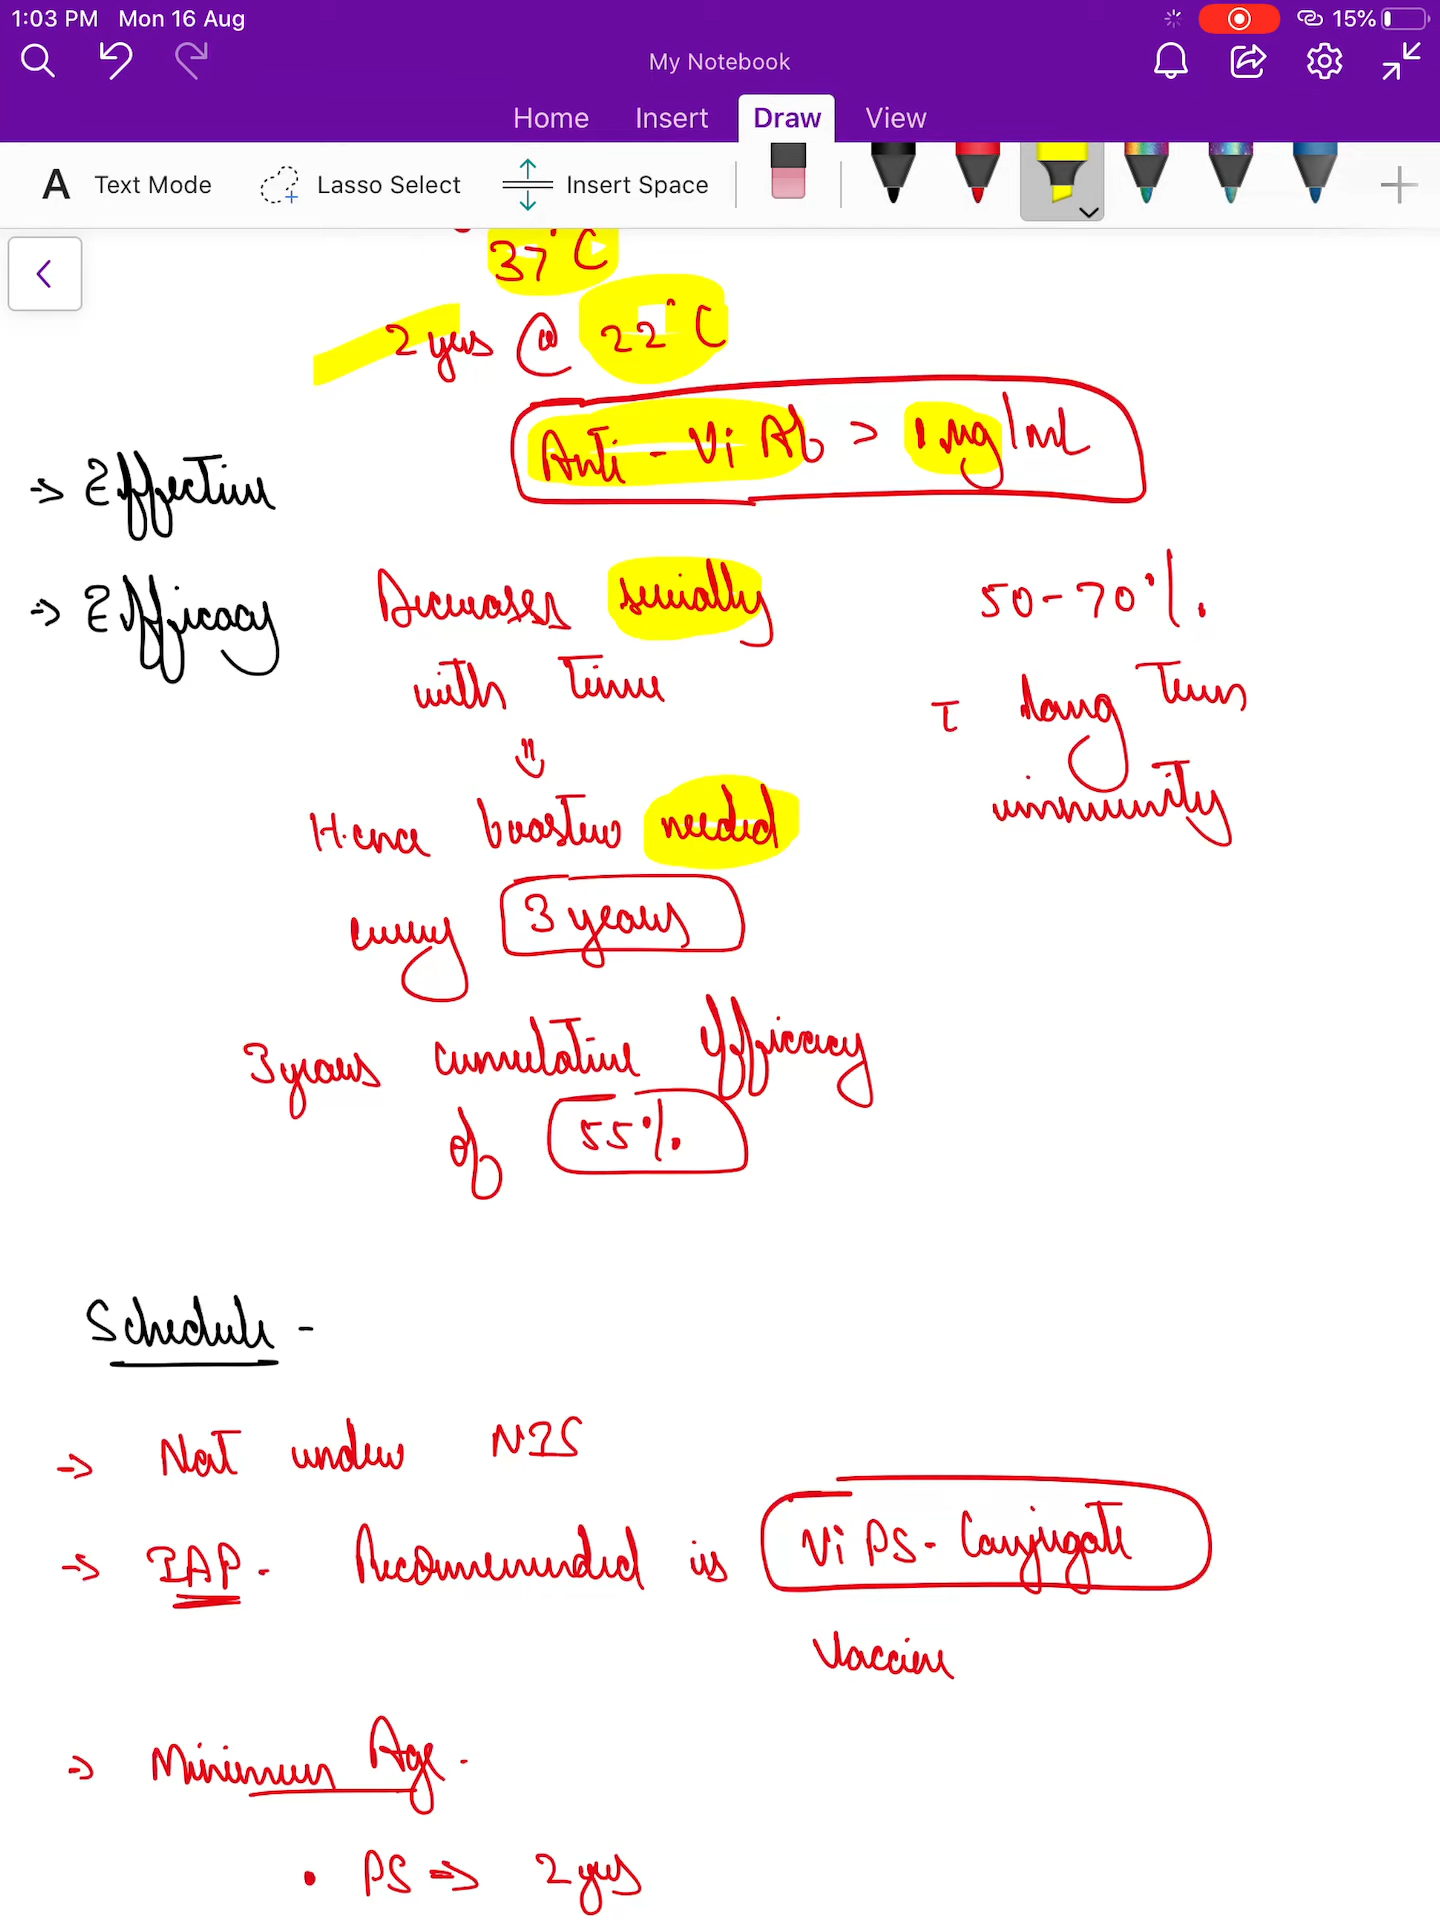 1:03 PM Mon 16 Aug 15%
My Notebook
Home Insert Draw View
A Text Mode Lasso Select Insert Space
37°C
2 yrs @ 22°C
Anti - Vi Ab > 1 µg/ml
⇒ Effective
⇒ Efficacy Decreases serially 50-70%.
with Time
Long Term
immunity
Hence booster needed
every 3 years
3 years cumulative efficacy
of 55%.
Schedule -
⇒ Not under NIS
⇒ IAP - Recommended is Vi PS - Conjugate
Vaccine
⇒ Minimum Age -
• PS ⇒ 2 yrs